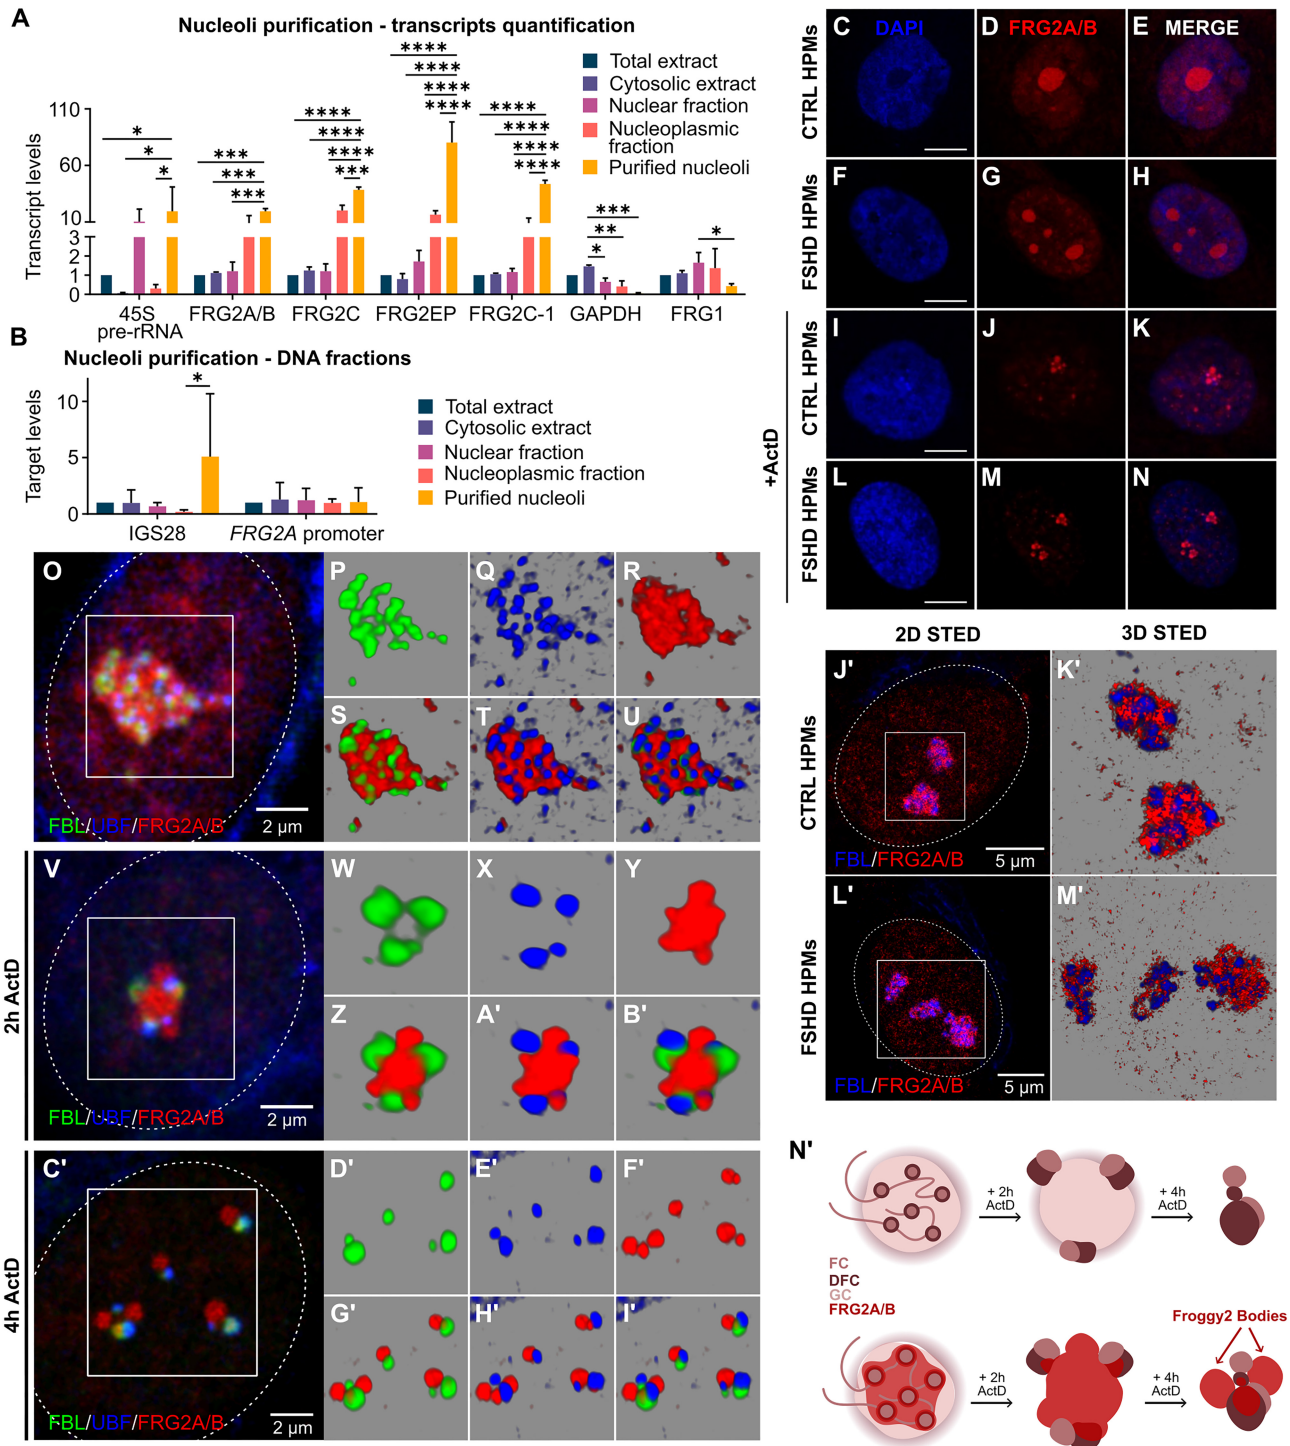 A
Nucleoli purification - transcripts quantification
Transcript levels
110
60
10
3
2
1
0
*
*
*
***
***
***
****
****
****
***
****
****
****
****
****
****
****
****
***
**
*
*
Total extract
Cytosolic extract
Nuclear fraction
Nucleoplasmic
fraction
Purified nucleoli
45S
pre-rRNA
FRG2A/B
FRG2C
FRG2EP
FRG2C-1
GAPDH
FRG1
B
Nucleoli purification - DNA fractions
Target levels
10
5
0
*
Total extract
Cytosolic extract
Nuclear fraction
Nucleoplasmic fraction
Purified nucleoli
IGS28
FRG2A promoter
C DAPI
D FRG2A/B
E MERGE
CTRL HPMs
F
G
H
FSHD HPMs
+ActD
I
J
K
CTRL HPMs
L
M
N
FSHD HPMs
O
FBL/UBF/FRG2A/B
2 µm
P
Q
R
S
T
U
2h ActD
V
FBL/UBF/FRG2A/B
2 µm
W
X
Y
Z
A'
B'
4h ActD
C'
FBL/UBF/FRG2A/B
2 µm
D'
E'
F'
G'
H'
I'
2D STED
3D STED
CTRL HPMs
J'
FBL/FRG2A/B
5 µm
K'
FSHD HPMs
L'
FBL/FRG2A/B
5 µm
M'
N'
+ 2h
ActD
+ 4h
ActD
FC
DFC
GC
FRG2A/B
Froggy2 Bodies
+ 2h
ActD
+ 4h
ActD